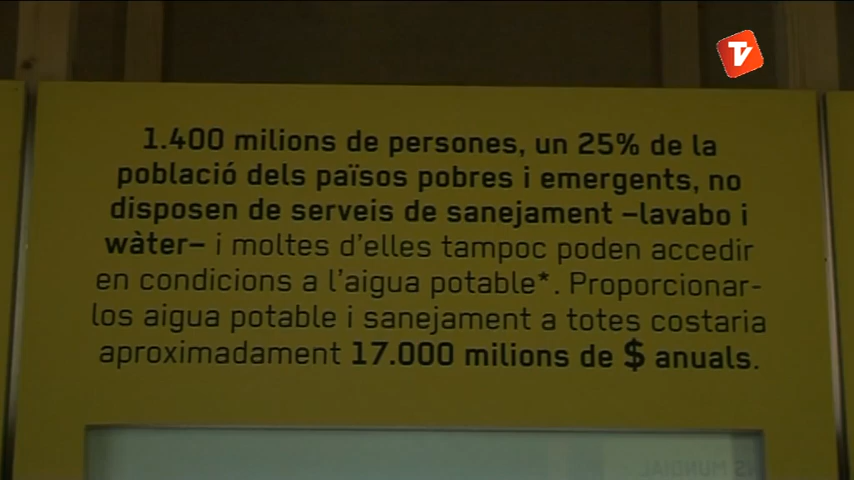 TV
1.400 milions de persones, un 25% de la
població dels països pobres i emergents, no
disposen de serveis de sanejament –lavabo i
wàter– i moltes d'elles tampoc poden accedir
en condicions a l'aigua potable*. Proporcionar-
los aigua potable i sanejament a totes costaria
aproximadament 17.000 milions de $ anuals.